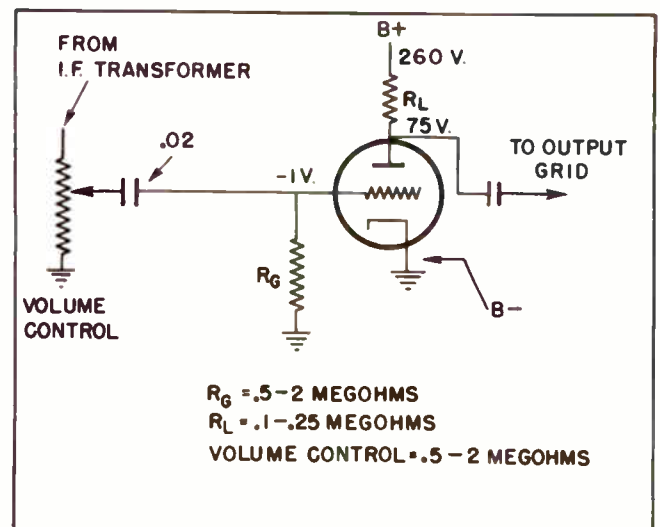 FROM
I.F. TRANSFORMER
B+
260 V.
RL
75 V.
.02
-1 V.
TO OUTPUT
GRID
RG
B-
VOLUME
CONTROL
RG = .5-2 MEGOHMS
RL = .1-.25 MEGOHMS
VOLUME CONTROL = .5-2 MEGOHMS